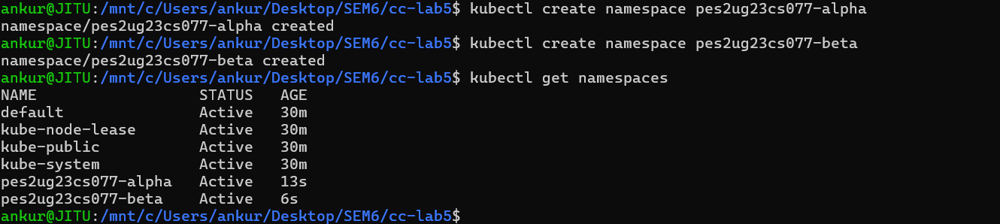 ankur@JITU:/mnt/c/Users/ankur/Desktop/SEM6/cc-lab5$ kubectl create namespace pes2ug23cs077-alpha
namespace/pes2ug23cs077-alpha created
ankur@JITU:/mnt/c/Users/ankur/Desktop/SEM6/cc-lab5$ kubectl create namespace pes2ug23cs077-beta
namespace/pes2ug23cs077-beta created
ankur@JITU:/mnt/c/Users/ankur/Desktop/SEM6/cc-lab5$ kubectl get namespaces
NAME                  STATUS   AGE
default               Active   30m
kube-node-lease       Active   30m
kube-public           Active   30m
kube-system           Active   30m
pes2ug23cs077-alpha   Active   13s
pes2ug23cs077-beta    Active   6s
ankur@JITU:/mnt/c/Users/ankur/Desktop/SEM6/cc-lab5$